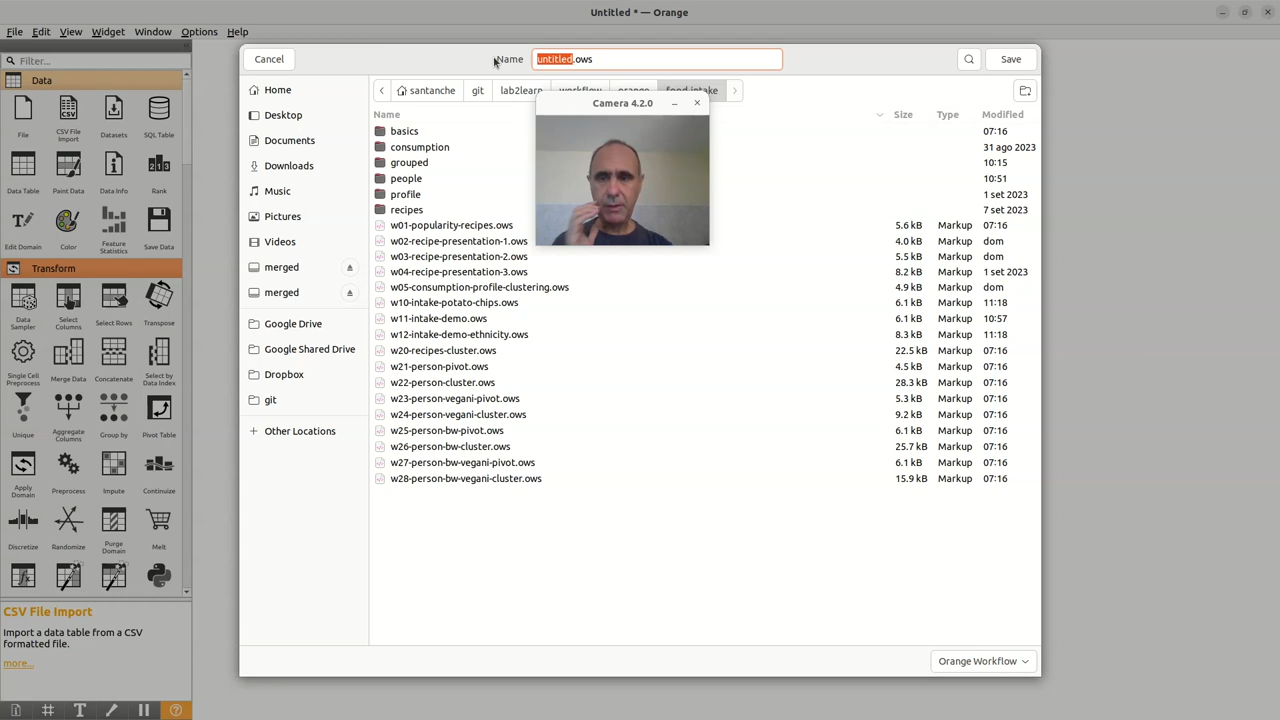 Untitled * — Orange
File Edit View Widget Window Options Help
Filter...
Data
File
CSV File Import
Datasets
SQL Table
Data Table
Paint Data
Data Info
Rank
Edit Domain
Color
Feature Statistics
Save Data
Transform
Data Sampler
Select Columns
Select Rows
Transpose
Single Cell Preprocess
Merge Data
Concatenate
Select by Data Index
Unique
Aggregate Columns
Group by
Pivot Table
Apply Domain
Preprocess
Impute
Continuize
Discretize
Randomize
Purge Domain
Melt
CSV File Import
Import a data table from a CSV
formatted file.
more...
Cancel
Name
untitled.ows
Save
santanche git lab2learn workflow orange food intake
Camera 4.2.0
Home
Desktop
Documents
Downloads
Music
Pictures
Videos
merged
merged
Google Drive
Google Shared Drive
Dropbox
git
Other Locations
Name Size Type Modified
basics 07:16
consumption 31 ago 2023
grouped 10:15
people 10:51
profile 1 set 2023
recipes 7 set 2023
w01-popularity-recipes.ows 5.6 kB Markup 07:16
w02-recipe-presentation-1.ows 4.0 kB Markup dom
w03-recipe-presentation-2.ows 5.5 kB Markup dom
w04-recipe-presentation-3.ows 8.2 kB Markup 1 set 2023
w05-consumption-profile-clustering.ows 4.9 kB Markup dom
w10-intake-potato-chips.ows 6.1 kB Markup 11:18
w11-intake-demo.ows 6.1 kB Markup 10:57
w12-intake-demo-ethnicity.ows 8.3 kB Markup 11:18
w20-recipes-cluster.ows 22.5 kB Markup 07:16
w21-person-pivot.ows 4.5 kB Markup 07:16
w22-person-cluster.ows 28.3 kB Markup 07:16
w23-person-vegani-pivot.ows 5.3 kB Markup 07:16
w24-person-vegani-cluster.ows 9.2 kB Markup 07:16
w25-person-bw-pivot.ows 6.1 kB Markup 07:16
w26-person-bw-cluster.ows 25.7 kB Markup 07:16
w27-person-bw-vegani-pivot.ows 6.1 kB Markup 07:16
w28-person-bw-vegani-cluster.ows 15.9 kB Markup 07:16
Orange Workflow